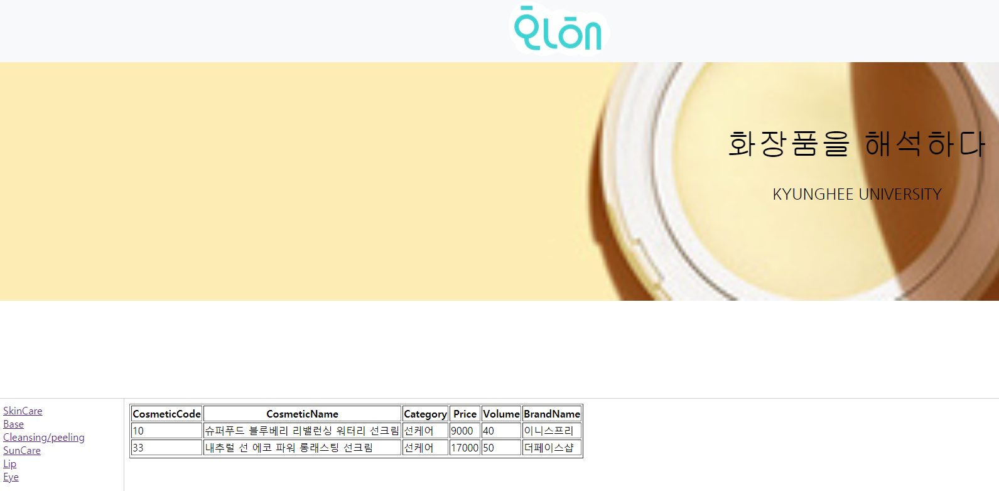 화장품을 해석하다
KYUNGHEE UNIVERSITY
SkinCare
Base
Cleansing/peeling
SunCare
Lip
Eye
CosmeticCode CosmeticName Category Price Volume BrandName
10 슈퍼푸드 블루베리 리밸런싱 워터리 선크림 선케어 9000 40 이니스프리
33 내추럴 선 에코 파워 롱래스팅 선크림 선케어 17000 50 더페이스샵